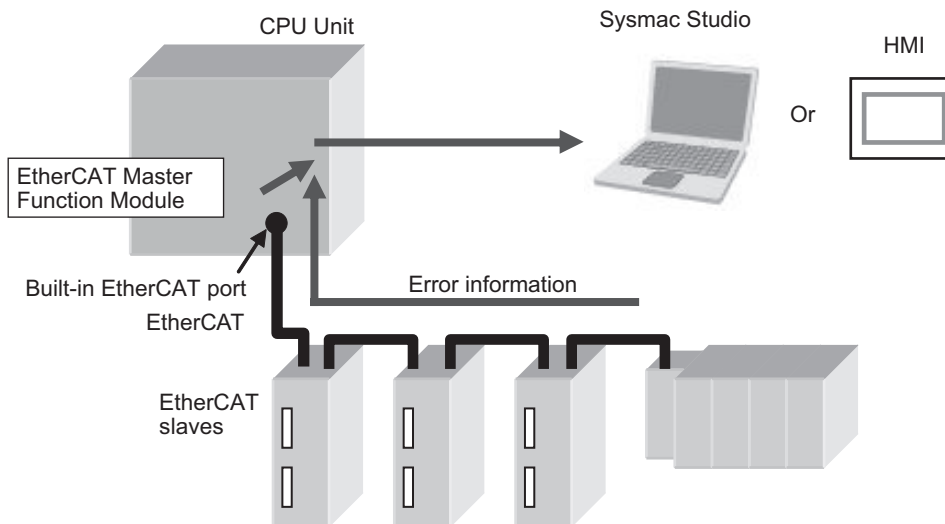 CPU Unit
Sysmac Studio
HMI
Or
EtherCAT Master
Function Module
Built-in EtherCAT port
Error information
EtherCAT
EtherCAT
slaves